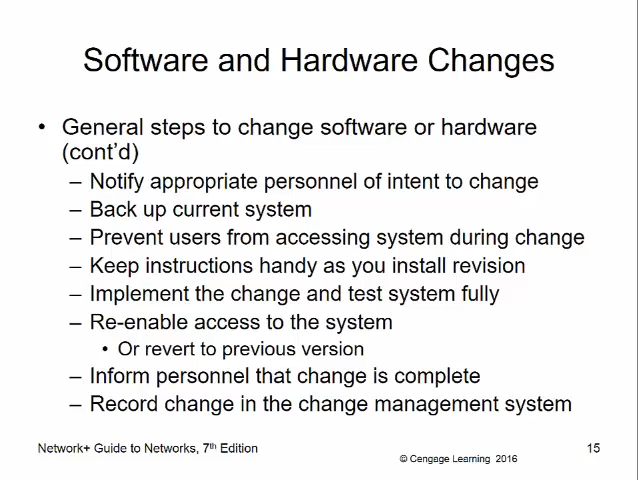 Software and Hardware Changes
• General steps to change software or hardware
(cont'd)
– Notify appropriate personnel of intent to change
– Back up current system
– Prevent users from accessing system during change
– Keep instructions handy as you install revision
– Implement the change and test system fully
– Re-enable access to the system
• Or revert to previous version
– Inform personnel that change is complete
– Record change in the change management system
Network+ Guide to Networks, 7th Edition
© Cengage Learning 2016
15